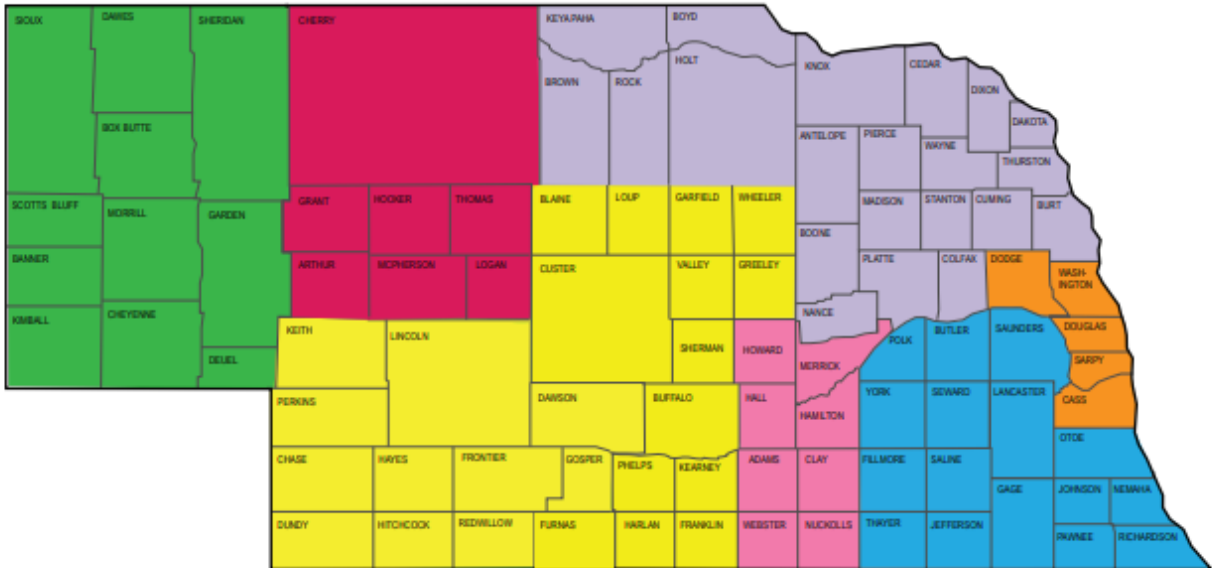 SIOUX
DAWES
SHERIDAN
CHERRY
KEYA PAHA
BOYD
BROWN
ROCK
HOLT
KNOX
CEDAR
DIXON
DAKOTA
BOX BUTTE
ANTELOPE
PIERCE
WAYNE
THURSTON
SCOTTS BLUFF
MORRILL
GARDEN
GRANT
HOOKER
THOMAS
BLAINE
LOUP
GARFIELD
WHEELER
BOONE
MADISON
STANTON
CUMING
BURT
BANNER
ARTHUR
MCPHERSON
LOGAN
CUSTER
VALLEY
GREELEY
PLATTE
COLFAX
DODGE
WASH-
INGTON
KIMBALL
CHEYENNE
DEUEL
KEITH
LINCOLN
SHERMAN
HOWARD
NANCE
MERRICK
POLK
BUTLER
SAUNDERS
DOUGLAS
SARPY
PERKINS
DAWSON
BUFFALO
HALL
HAMILTON
YORK
SEWARD
LANCASTER
CASS
OTOE
CHASE
HAYES
FRONTIER
GOSPER
PHELPS
KEARNEY
ADAMS
CLAY
FILLMORE
SALINE
GAGE
JOHNSON
NEMAHA
DUNDY
HITCHCOCK
REDWILLOW
FURNAS
HARLAN
FRANKLIN
WEBSTER
NUCKOLLS
THAYER
JEFFERSON
PAWNEE
RICHARDSON